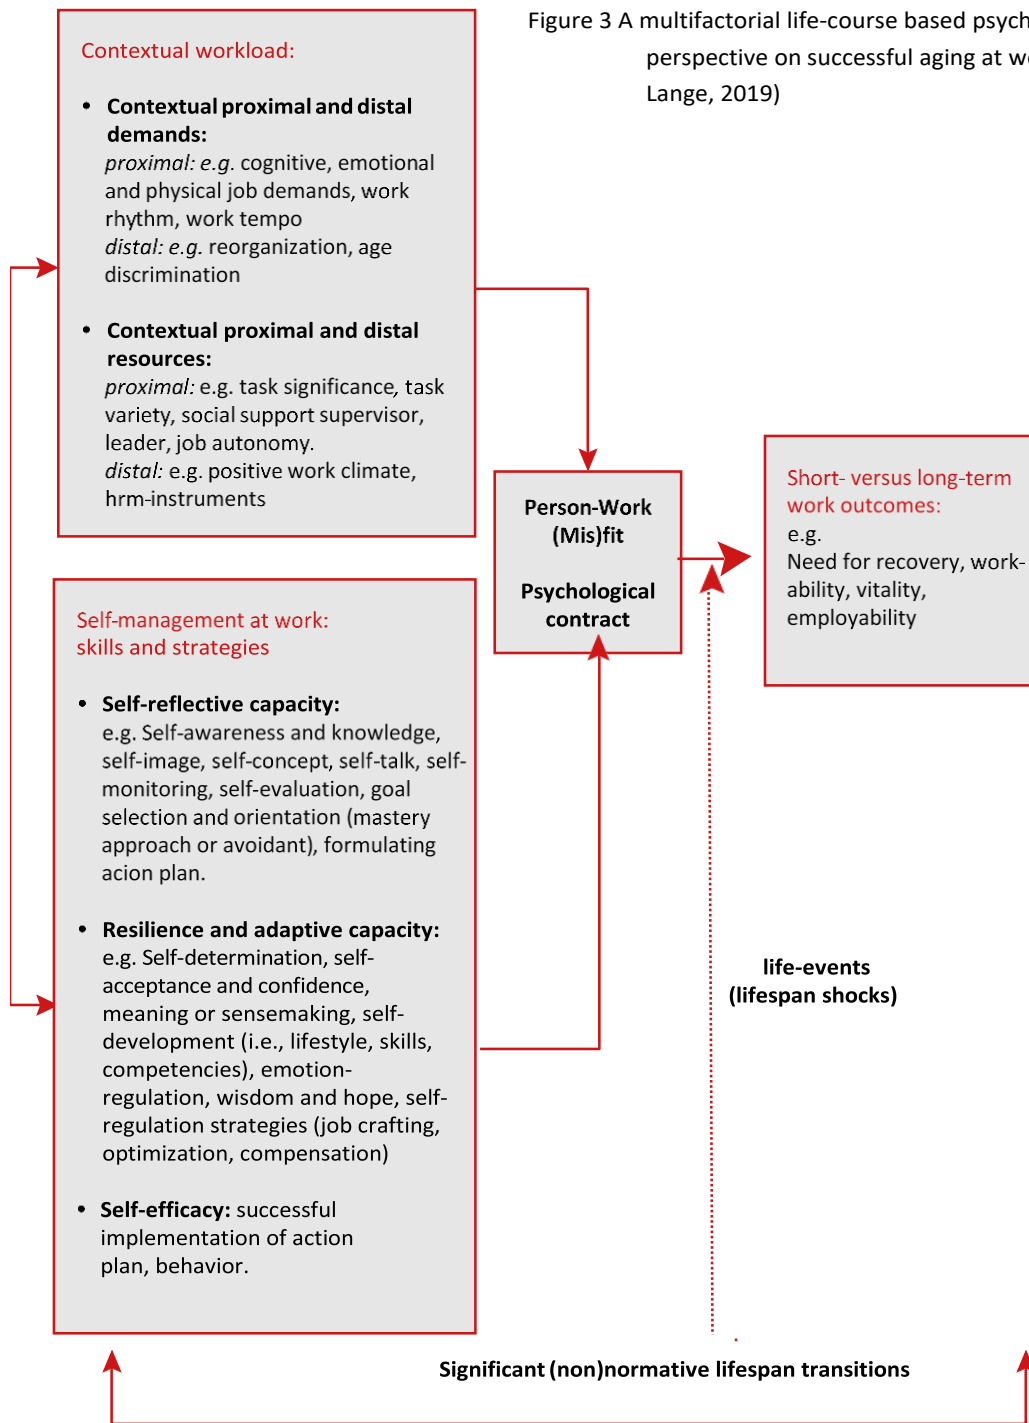 Figure 3 A multifactorial life-course based psych
perspective on successful aging at w
Lange, 2019)
Contextual workload:
• Contextual proximal and distal
demands:
proximal: e.g. cognitive, emotional
and physical job demands, work
rhythm, work tempo
distal: e.g. reorganization, age
discrimination
• Contextual proximal and distal
resources:
proximal: e.g. task significance, task
variety, social support supervisor,
leader, job autonomy.
distal: e.g. positive work climate,
hrm-instruments
Person-Work
(Mis)fit
Psychological
contract
Short- versus long-term
work outcomes:
e.g.
Need for recovery, work-
ability, vitality,
employability
Self-management at work:
skills and strategies
• Self-reflective capacity:
e.g. Self-awareness and knowledge,
self-image, self-concept, self-talk, self-
monitoring, self-evaluation, goal
selection and orientation (mastery
approach or avoidant), formulating
acion plan.
• Resilience and adaptive capacity:
e.g. Self-determination, self-
acceptance and confidence,
meaning or sensemaking, self-
development (i.e., lifestyle, skills,
competencies), emotion-
regulation, wisdom and hope, self-
regulation strategies (job crafting,
optimization, compensation)
• Self-efficacy: successful
implementation of action
plan, behavior.
life-events
(lifespan shocks)
Significant (non)normative lifespan transitions